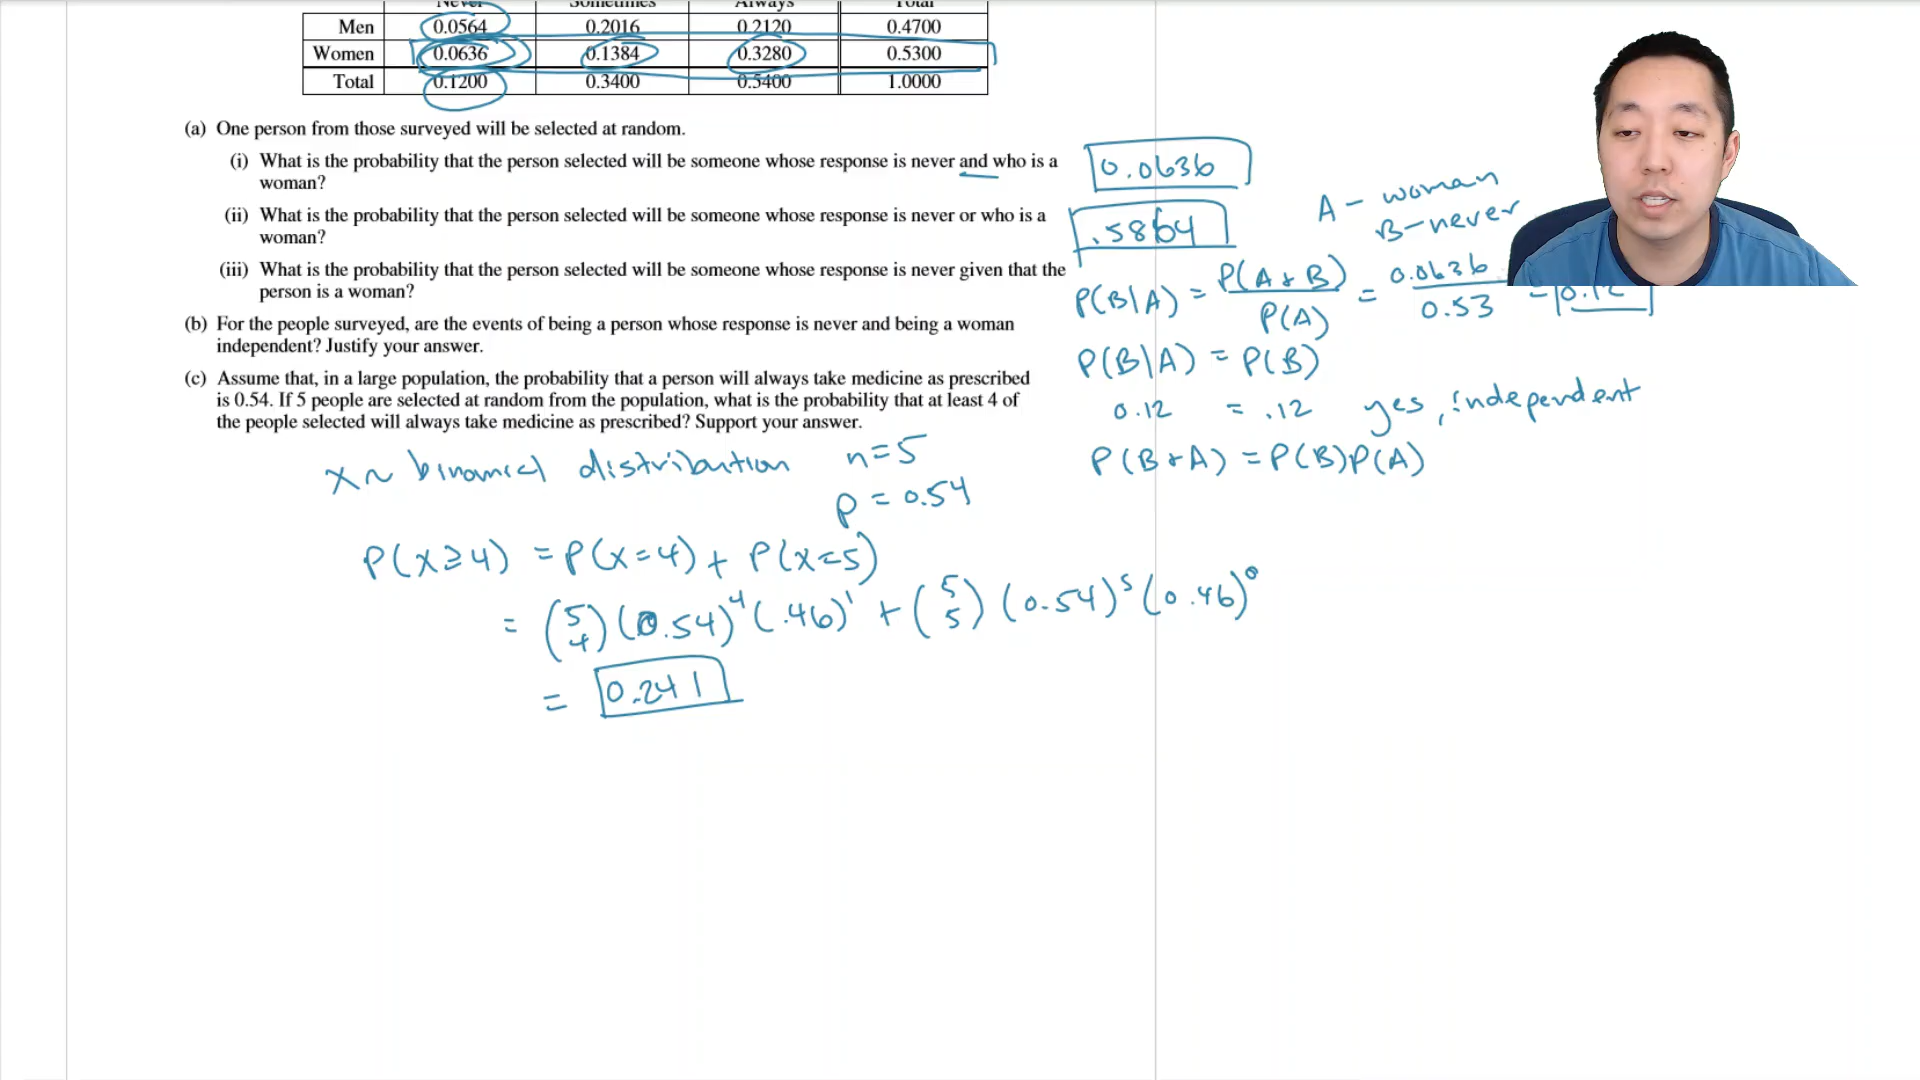 Never Sometimes Always Total
Men 0.0564 0.2016 0.2120 0.4700
Women 0.0636 0.1384 0.3280 0.5300
Total 0.1200 0.3400 0.5400 1.0000
(a) One person from those surveyed will be selected at random.
(i) What is the probability that the person selected will be someone whose response is never and who is a
woman?
0.0636
(ii) What is the probability that the person selected will be someone whose response is never or who is a
woman?
.5864
A - woman
B - never
(iii) What is the probability that the person selected will be someone whose response is never given that the
person is a woman?
P(B|A) = P(A + B) / P(A) = 0.0636 / 0.53 = 0.12
(b) For the people surveyed, are the events of being a person whose response is never and being a woman
independent? Justify your answer.
P(B|A) = P(B)
0.12 = .12 yes, independent
P(B + A) = P(B)P(A)
(c) Assume that, in a large population, the probability that a person will always take medicine as prescribed
is 0.54. If 5 people are selected at random from the population, what is the probability that at least 4 of
the people selected will always take medicine as prescribed? Support your answer.
X ~ binomial distribution n = 5
p = 0.54
P(X ≥ 4) = P(X = 4) + P(X = 5)
= (5 4) (0.54)^4 (.46)^1 + (5 5) (0.54)^5 (0.46)^0
= 0.241